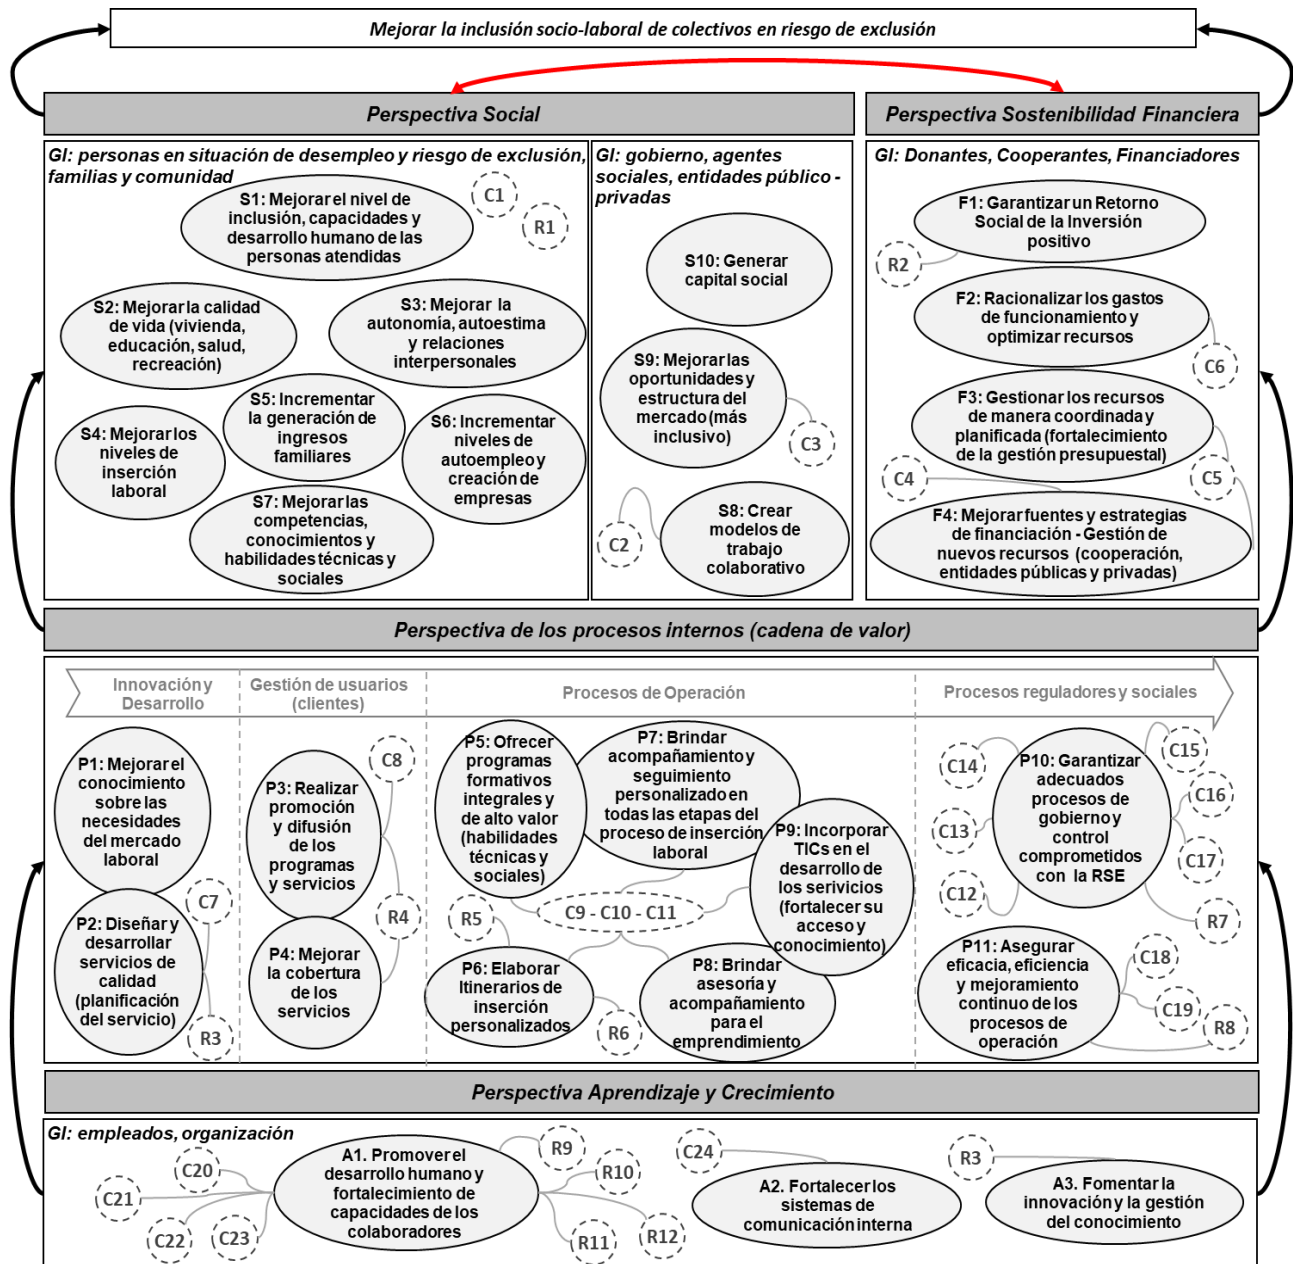 Mejorar la inclusión socio-laboral de colectivos en riesgo de exclusión
Perspectiva Social
Perspectiva Sostenibilidad Financiera
GI: personas en situación de desempleo y riesgo de exclusión,
familias y comunidad
S1: Mejorar el nivel de
inclusión, capacidades y
desarrollo humano de las
personas atendidas
C1
R1
S2: Mejorar la calidad
de vida (vivienda,
educación, salud,
recreación)
S3: Mejorar la
autonomía, autoestima
y relaciones
interpersonales
S5: Incrementar
la generación de
ingresos
familiares
S4: Mejorar los
niveles de
inserción
laboral
S6: Incrementar
niveles de
autoempleo y
creación de
empresas
S7: Mejorar las
competencias,
conocimientos y
habilidades técnicas y
sociales
GI: gobierno, agentes
sociales, entidades público -
privadas
S10: Generar
capital social
S9: Mejorar las
oportunidades y
estructura del
mercado (más
inclusivo)
C3
S8: Crear
modelos de
trabajo
colaborativo
C2
GI: Donantes, Cooperantes, Financiadores
F1: Garantizar un Retorno
Social de la Inversión
positivo
R2
F2: Racionalizar los gastos
de funcionamiento y
optimizar recursos
C6
F3: Gestionar los recursos
de manera coordinada y
planificada (fortalecimiento
de la gestión presupuestal)
C4
C5
F4: Mejorar fuentes y estrategias
de financiación - Gestión de
nuevos recursos (cooperación,
entidades públicas y privadas)
Perspectiva de los procesos internos (cadena de valor)
Innovación y
Desarrollo
Gestión de usuarios
(clientes)
Procesos de Operación
Procesos reguladores y sociales
P1: Mejorar el
conocimiento
sobre las
necesidades
del mercado
laboral
C7
P2: Diseñar y
desarrollar
servicios de
calidad
(planificación
del servicio)
R3
C8
P3: Realizar
promoción
y difusión
de los
programas
y servicios
R4
P4: Mejorar
la cobertura
de los
servicios
P5: Ofrecer
programas
formativos
integrales y
de alto valor
(habilidades
técnicas y
sociales)
P7: Brindar
acompañamiento y
seguimiento
personalizado en
todas las etapas del
proceso de inserción
laboral
P9: Incorporar
TICs en el
desarrollo de
los serivicios
(fortalecer su
acceso y
conocimiento)
C9 - C10 - C11
R5
P6: Elaborar
Itinerarios de
inserción
personalizados
R6
P8: Brindar
asesoría y
acompañamiento
para el
emprendimiento
C14
C13
C12
P10: Garantizar
adecuados
procesos de
gobierno y
control
comprometidos
con la RSE
C15
C16
C17
R7
P11: Asegurar
eficacia, eficiencia
y mejoramiento
continuo de los
procesos de
operación
C18
C19
R8
Perspectiva Aprendizaje y Crecimiento
GI: empleados, organización
C20
C21
C22
C23
A1. Promover el
desarrollo humano y
fortalecimiento de
capacidades de los
colaboradores
R9
R10
R11
R12
C24
A2. Fortalecer los
sistemas de
comunicación interna
R3
A3. Fomentar la
innovación y la gestión
del conocimiento